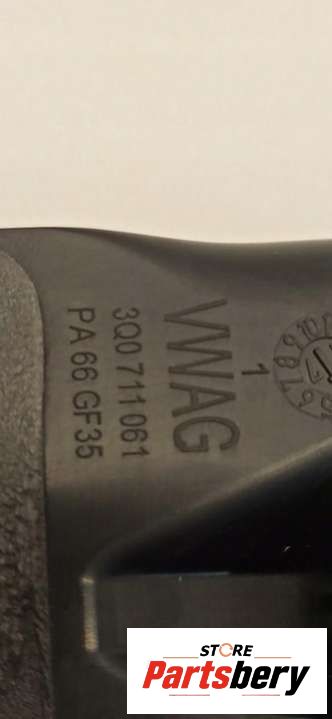 1
VWAG
3Q0 711 061
PA 66 GF35
STORE
Partsbery